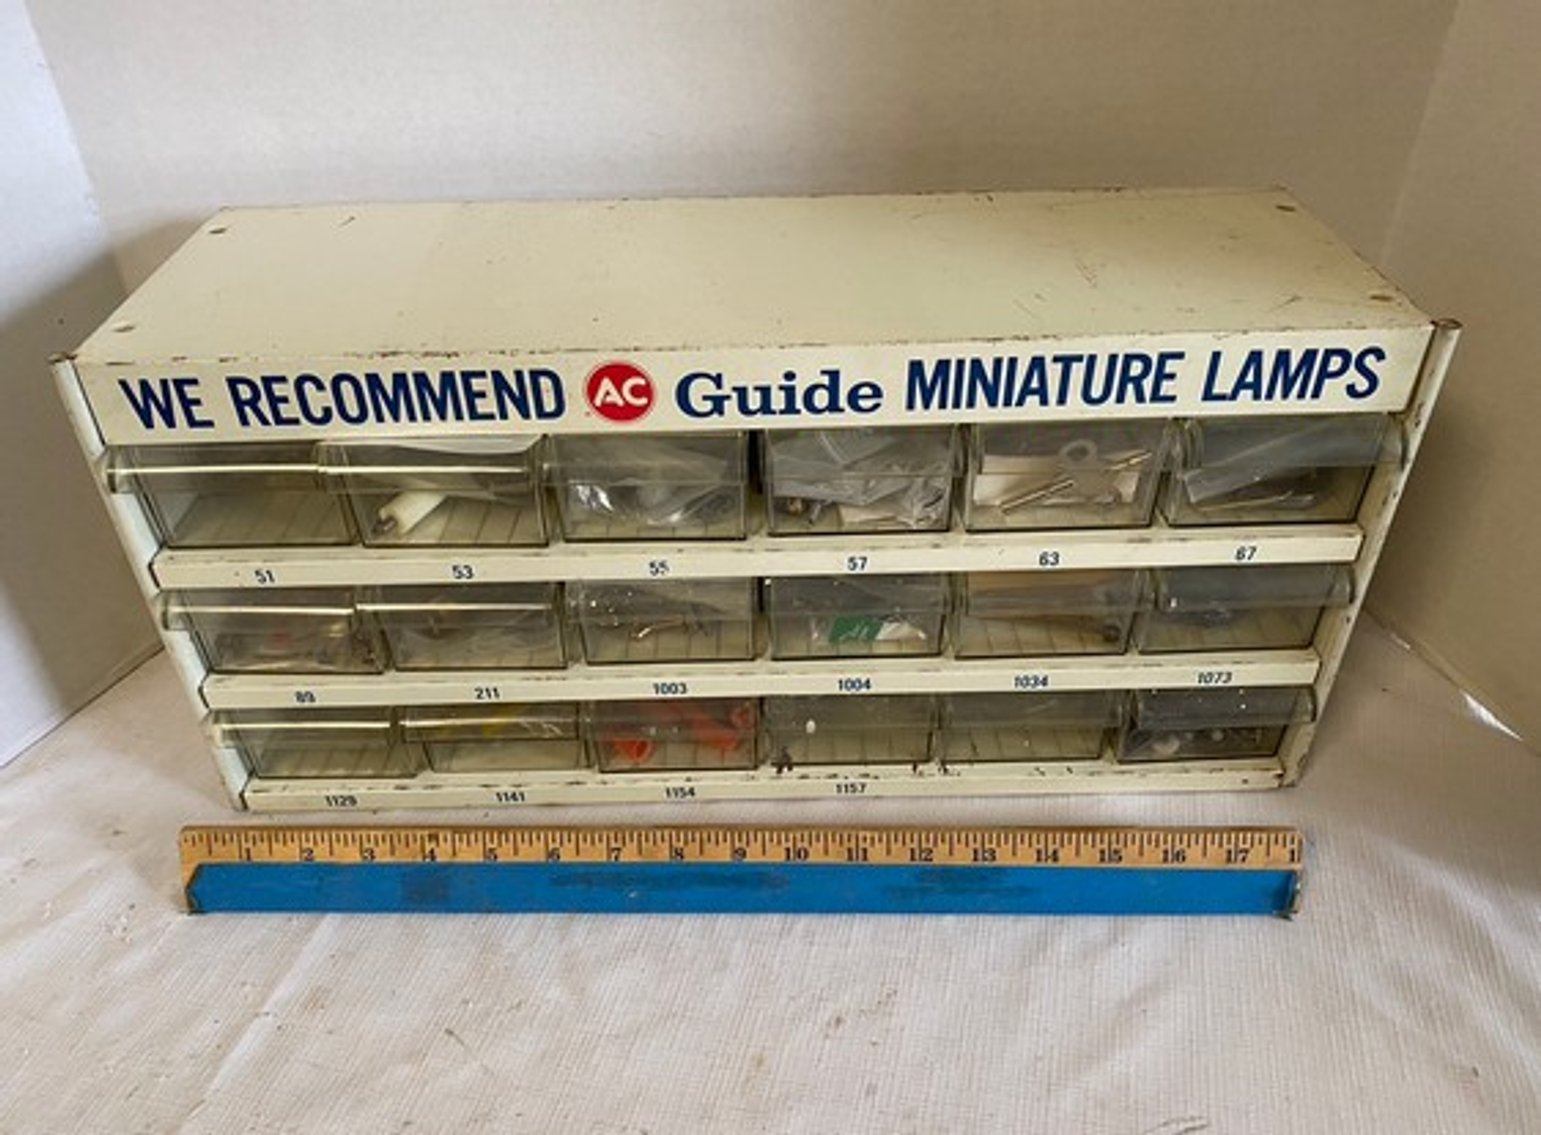 WE RECOMMEND AC Guide MINIATURE LAMPS
51 53 55 57 63 67
89 211 1003 1004 1034 1073
1129 1141 1154 1157
1 2 3 4 5 6 7 8 9 10 11 12 13 14 15 16 17